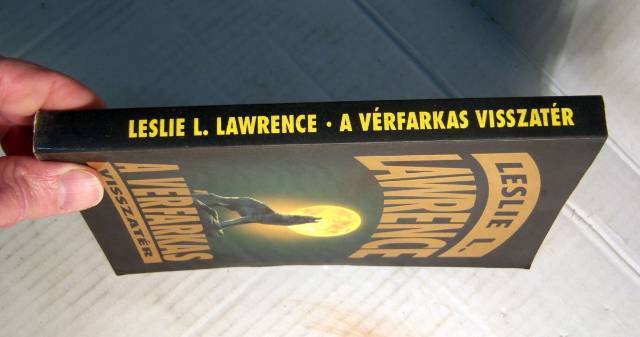 LESLIE L. LAWRENCE · A VÉRFARKAS VISSZATÉR
LESLIE L.
LAWRENCE
A VÉRFARKAS
VISSZATÉR